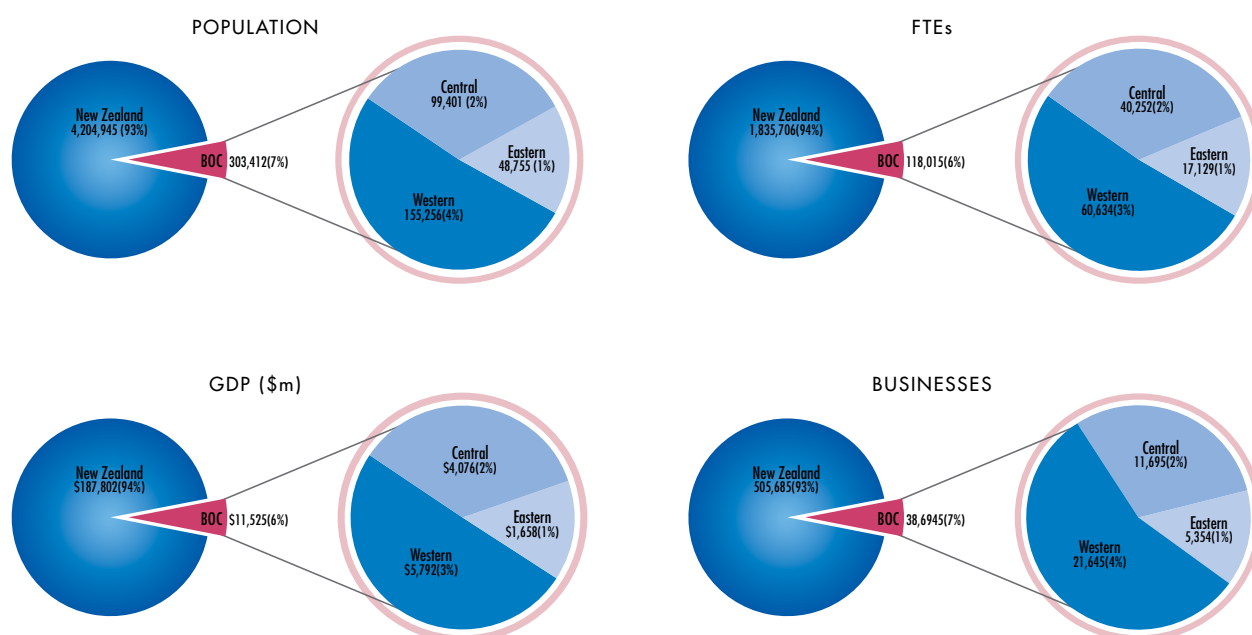 POPULATION
New Zealand
4,204,945 (93%)
BOC 303,412(7%)
Central
99,401 (2%)
Eastern
48,755 (1%)
Western
155,256(4%)
FTEs
New Zealand
1,835,706(94%)
BOC 118,015(6%)
Central
40,252(2%)
Eastern
17,129(1%)
Western
60,634(3%)
GDP ($m)
New Zealand
$187,802(94%)
BOC $11,525(6%)
Central
$4,076(2%)
Eastern
$1,658(1%)
Western
$5,792(3%)
BUSINESSES
New Zealand
505,685(93%)
BOC 38,6945(7%)
Central
11,695(2%)
Eastern
5,354(1%)
Western
21,645(4%)